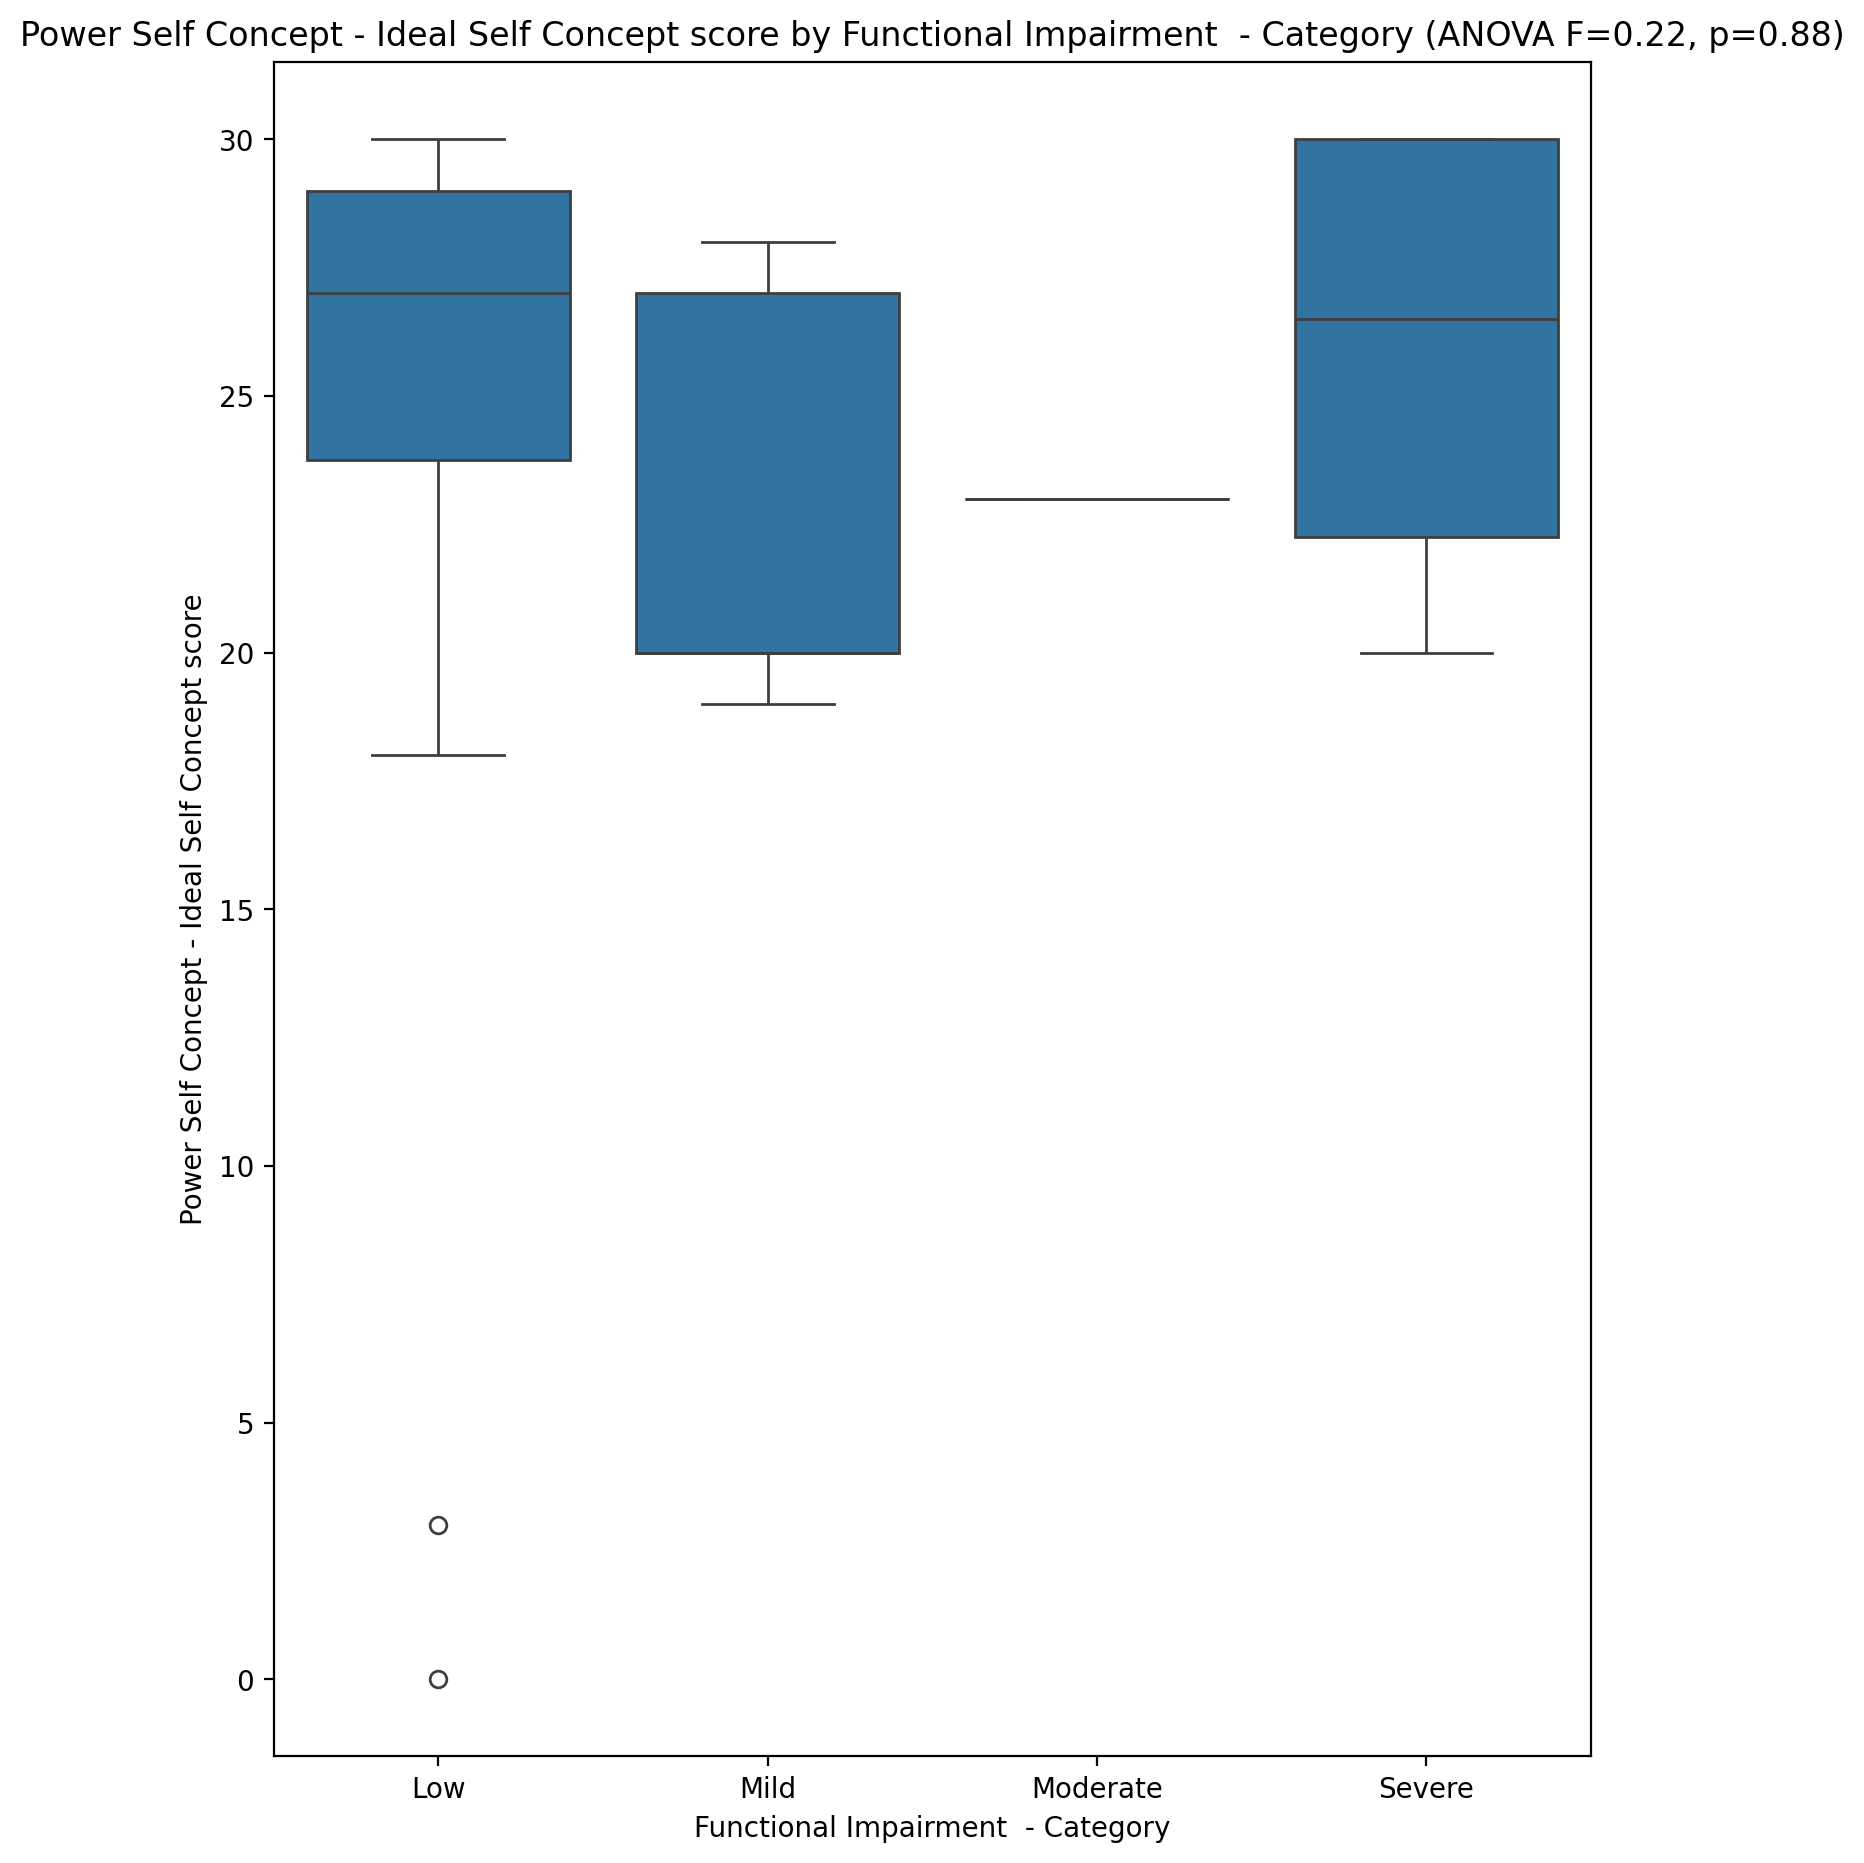 Power Self Concept - Ideal Self Concept score by Functional Impairment  - Category (ANOVA F=0.22, p=0.88)
Power Self Concept - Ideal Self Concept score
30
25
20
15
10
5
0
Low Mild Moderate Severe
Functional Impairment  - Category